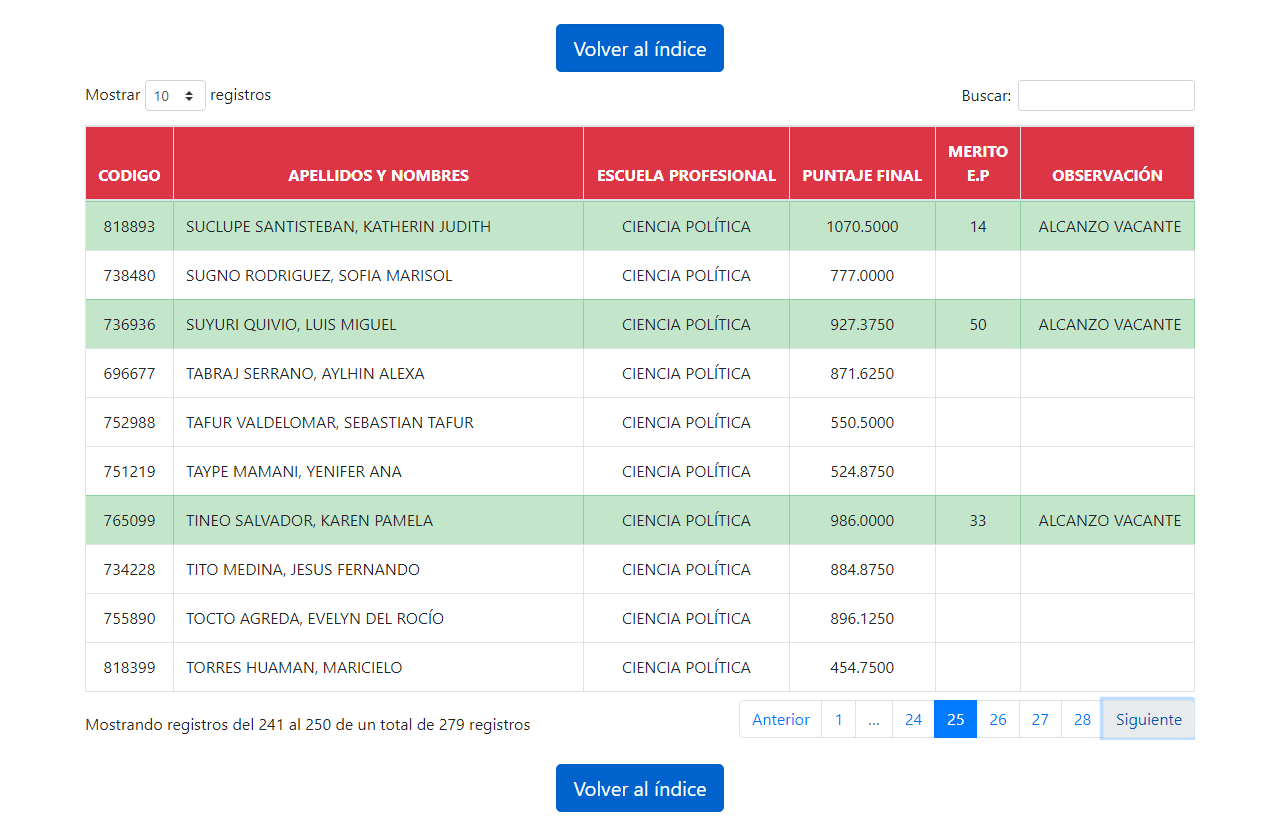 Volver al índice
Mostrar 10 registros Buscar:
CODIGO APELLIDOS Y NOMBRES ESCUELA PROFESIONAL PUNTAJE FINAL MERITO E.P OBSERVACIÓN
818893 SUCLUPE SANTISTEBAN, KATHERIN JUDITH CIENCIA POLÍTICA 1070.5000 14 ALCANZO VACANTE
738480 SUGNO RODRIGUEZ, SOFIA MARISOL CIENCIA POLÍTICA 777.0000
736936 SUYURI QUIVIO, LUIS MIGUEL CIENCIA POLÍTICA 927.3750 50 ALCANZO VACANTE
696677 TABRAJ SERRANO, AYLHIN ALEXA CIENCIA POLÍTICA 871.6250
752988 TAFUR VALDELOMAR, SEBASTIAN TAFUR CIENCIA POLÍTICA 550.5000
751219 TAYPE MAMANI, YENIFER ANA CIENCIA POLÍTICA 524.8750
765099 TINEO SALVADOR, KAREN PAMELA CIENCIA POLÍTICA 986.0000 33 ALCANZO VACANTE
734228 TITO MEDINA, JESUS FERNANDO CIENCIA POLÍTICA 884.8750
755890 TOCTO AGREDA, EVELYN DEL ROCÍO CIENCIA POLÍTICA 896.1250
818399 TORRES HUAMAN, MARICIELO CIENCIA POLÍTICA 454.7500
Mostrando registros del 241 al 250 de un total de 279 registros Anterior 1 ... 24 25 26 27 28 Siguiente
Volver al índice